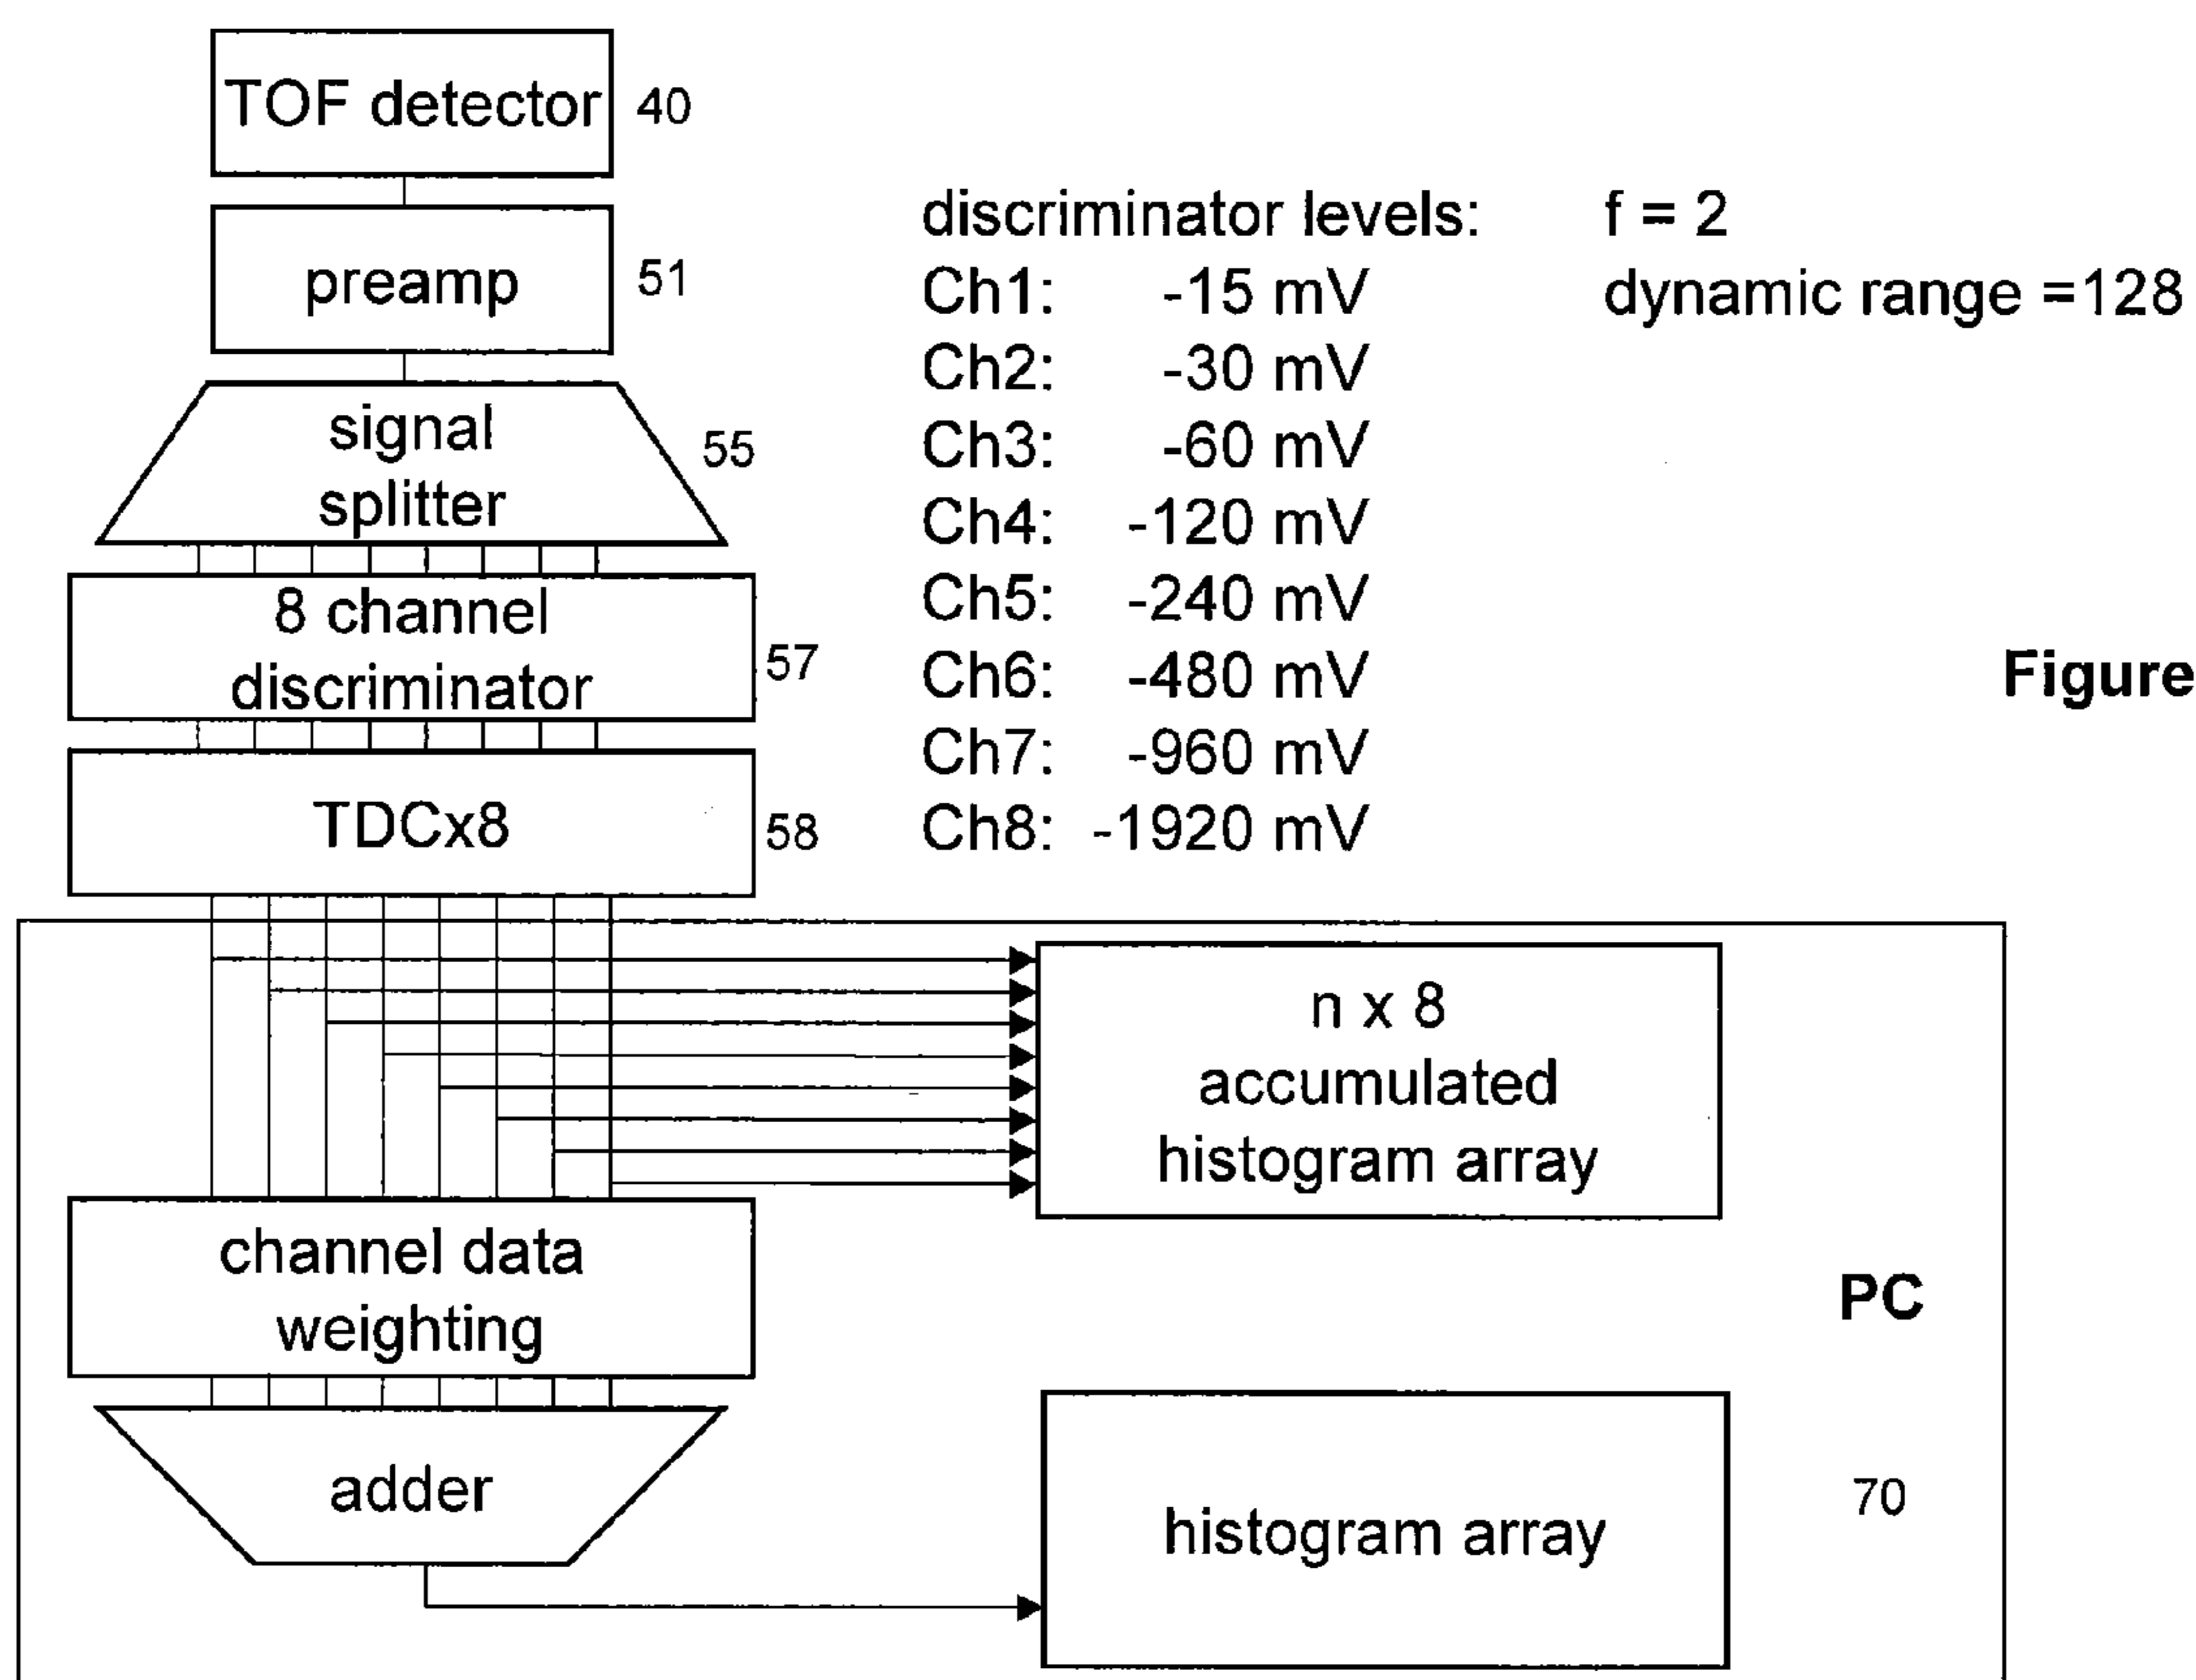 TOF detector 40
preamp 51
signal
splitter
55
8 channel
discriminator
57
TDCx8 58
discriminator levels: f = 2
Ch1: -15 mV dynamic range =128
Ch2: -30 mV
Ch3: -60 mV
Ch4: -120 mV
Ch5: -240 mV
Ch6: -480 mV
Ch7: -960 mV
Ch8: -1920 mV
Figure
n x 8
accumulated
histogram array
channel data
weighting
PC
adder
histogram array
70